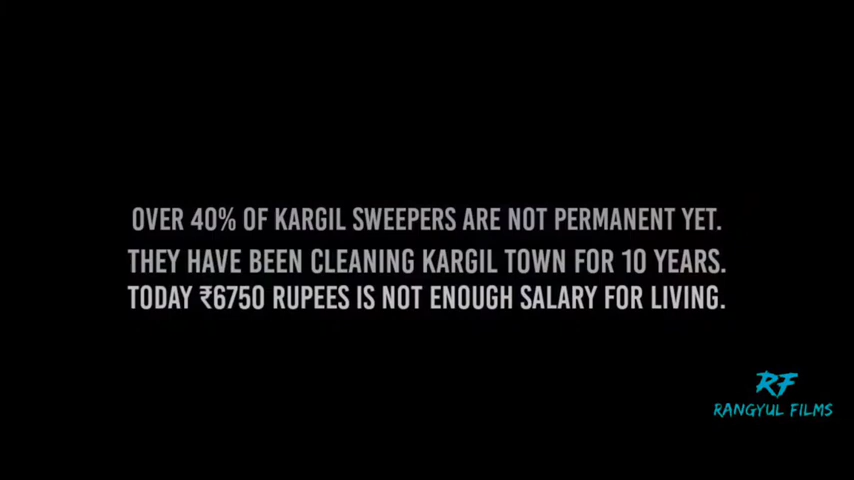 OVER 40% OF KARGIL SWEEPERS ARE NOT PERMANENT YET.
THEY HAVE BEEN CLEANING KARGIL TOWN FOR 10 YEARS.
TODAY ₹6750 RUPEES IS NOT ENOUGH SALARY FOR LIVING.
RF
RANGYUL FILMS